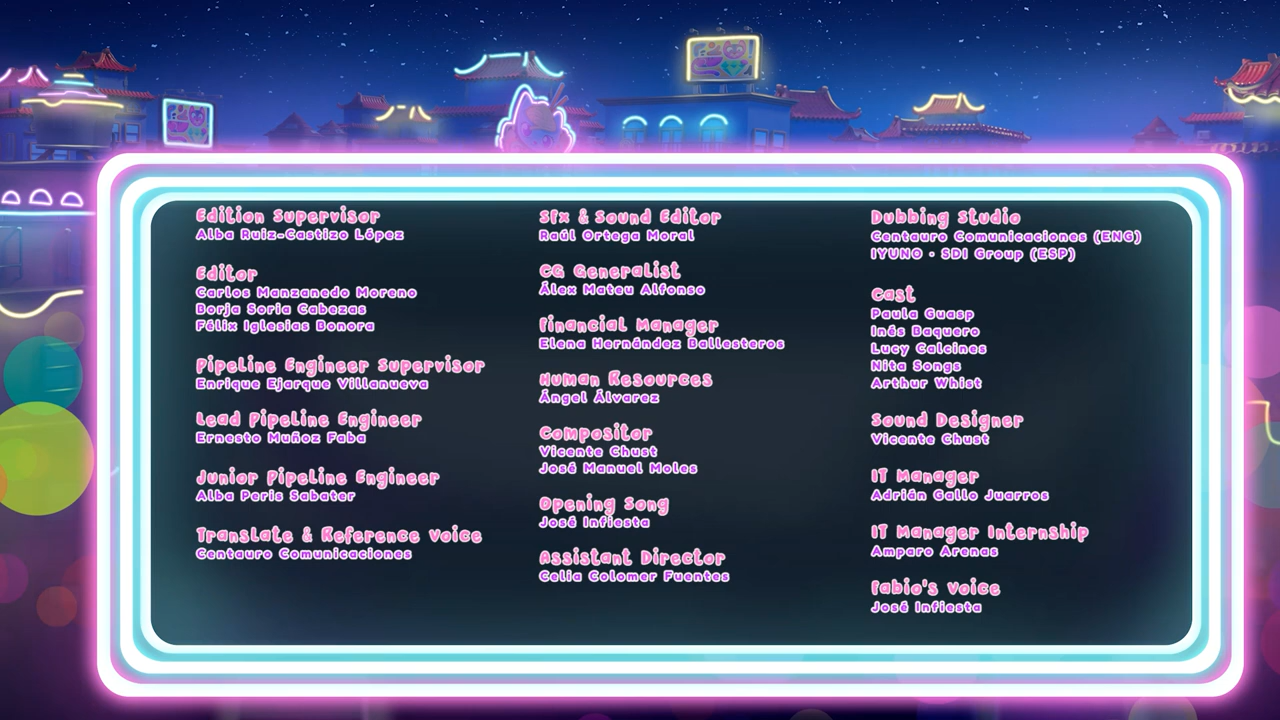 Edition Supervisor
Alba Ruiz-Castizo López
Editor
Carlos Manzanedo Moreno
Borja Soria Cabezas
Félix Iglesias Bonora
Pipeline Engineer Supervisor
Enrique Ejarque Villanueva
Lead Pipeline Engineer
Ernesto Muñoz Faba
Junior Pipeline Engineer
Alba Peris Sabater
Translate & Reference Voice
Centauro Comunicaciones
Sfx & Sound Editor
Raúl Ortega Moral
CG Generalist
Álex Mateu Alfonso
Financial Manager
Elena Hernández Ballesteros
Human Resources
Ángel Álvarez
Compositor
Vicente Chust
José Manuel Moles
Opening Song
José Infiesta
Assistant Director
Celia Colomer Fuentes
Dubbing Studio
Centauro Comunicaciones (ENG)
IYUNO · SDI Group (ESP)
Cast
Paula Guasp
Inés Baquero
Lucy Calcines
Nita Songs
Arthur Whist
Sound Designer
Vicente Chust
IT Manager
Adrián Gallo Juarros
IT Manager Internship
Amparo Arenas
Fabio's Voice
José Infiesta